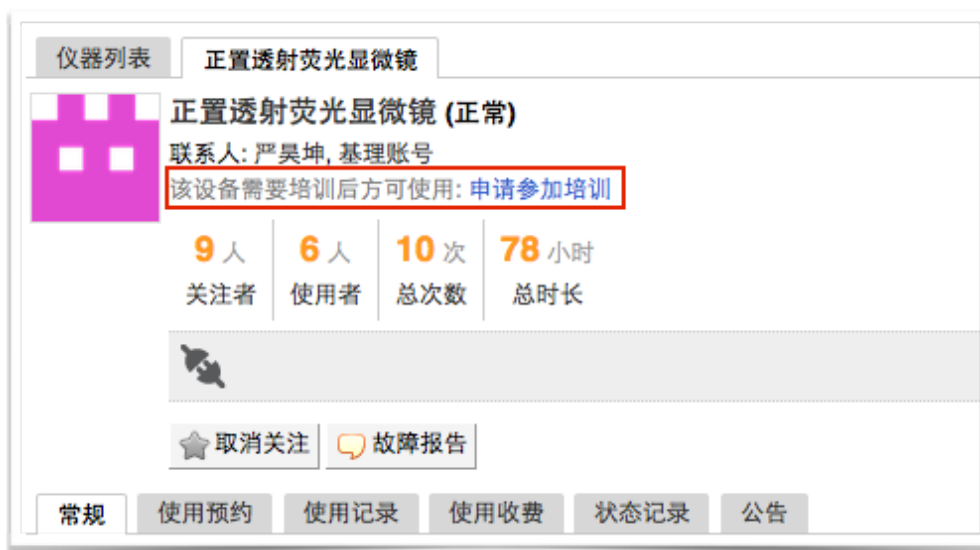 仪器列表 正置透射荧光显微镜
正置透射荧光显微镜 (正常)
联系人: 严昊坤, 基理账号
该设备需要培训后方可使用: 申请参加培训
9 人 6 人 10 次 78 小时
关注者 使用者 总次数 总时长
取消关注 故障报告
常规 使用预约 使用记录 使用收费 状态记录 公告